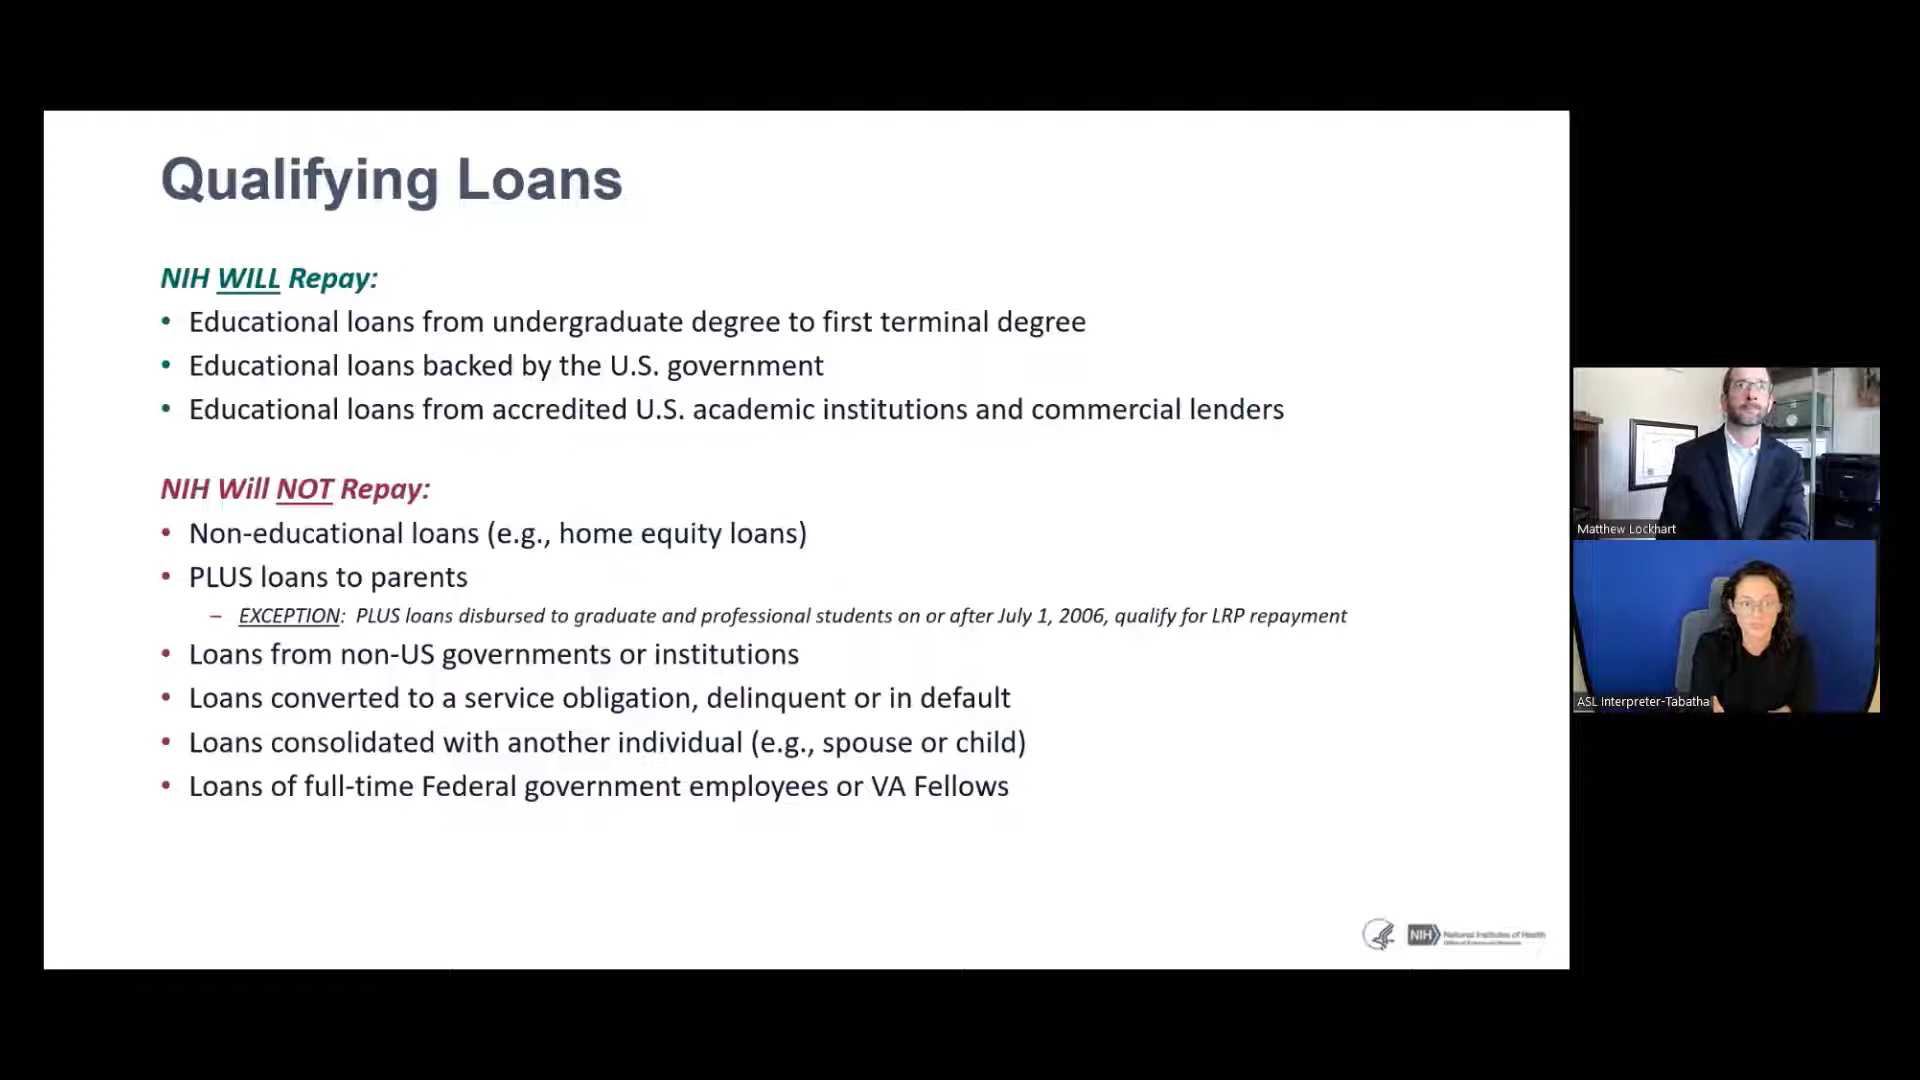 Qualifying Loans
NIH WILL Repay:
• Educational loans from undergraduate degree to first terminal degree
• Educational loans backed by the U.S. government
• Educational loans from accredited U.S. academic institutions and commercial lenders
NIH Will NOT Repay:
• Non-educational loans (e.g., home equity loans)
• PLUS loans to parents
– EXCEPTION: PLUS loans disbursed to graduate and professional students on or after July 1, 2006, qualify for LRP repayment
• Loans from non-US governments or institutions
• Loans converted to a service obligation, delinquent or in default
• Loans consolidated with another individual (e.g., spouse or child)
• Loans of full-time Federal government employees or VA Fellows
NIH National Institutes of Health
Matthew Lockhart
ASL Interpreter-Tabatha